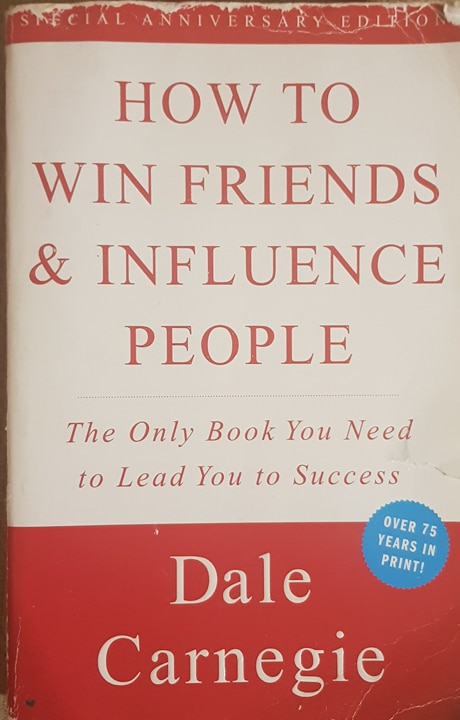 SPECIAL ANNIVERSARY EDITION
HOW TO
WIN FRIENDS
& INFLUENCE
PEOPLE
The Only Book You Need
to Lead You to Success
OVER 75
YEARS IN
PRINT!
Dale
Carnegie